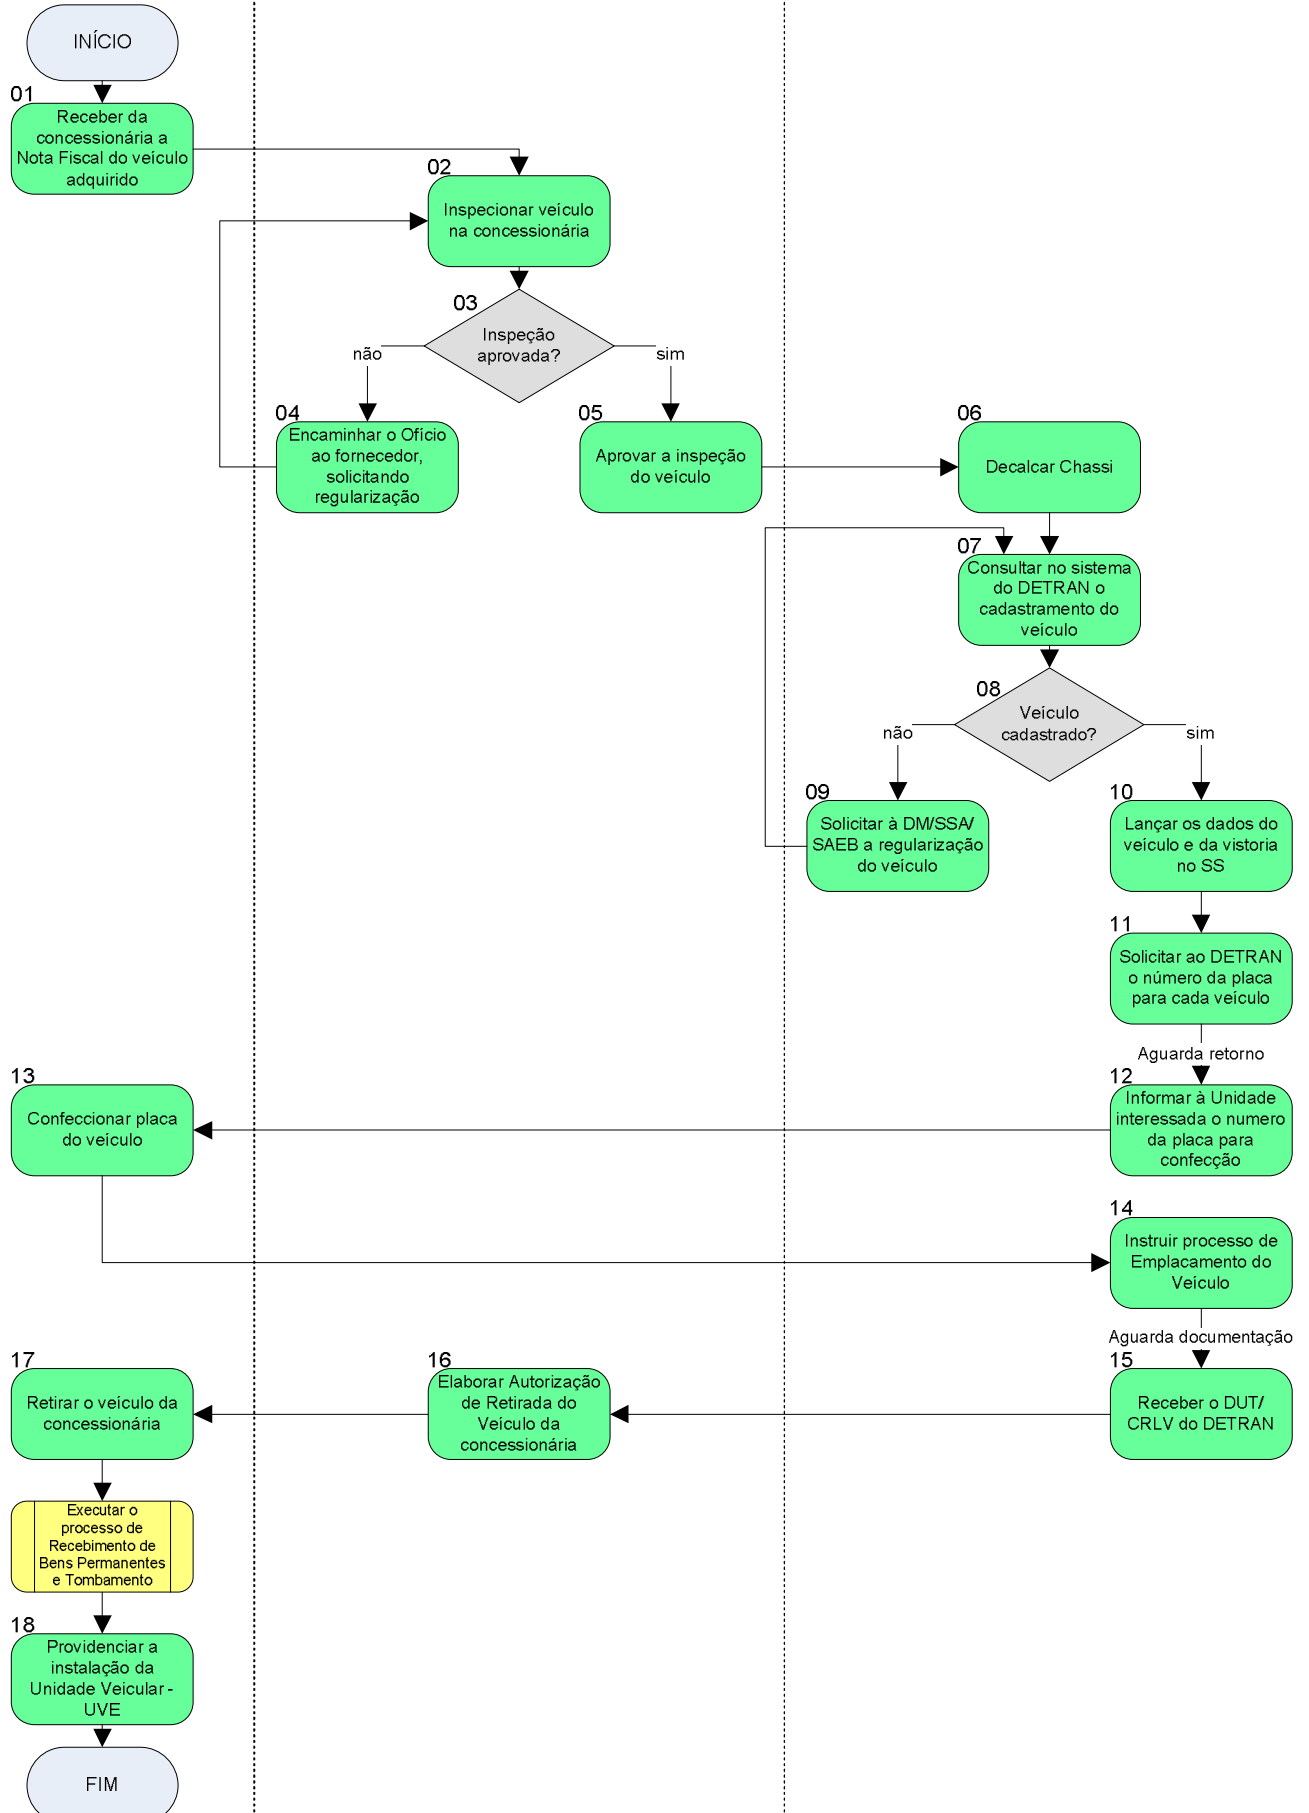 INÍCIO
01
Receber da
concessionária a
Nota Fiscal do veículo
adquirido
02
Inspecionar veículo
na concessionária
03
Inspeção
aprovada?
não
sim
04
Encaminhar o Ofício
ao fornecedor,
solicitando
regularização
05
Aprovar a inspeção
do veículo
06
Decalcar Chassi
07
Consultar no sistema
do DETRAN o
cadastramento do
veículo
08
Veículo
cadastrado?
não
sim
09
Solicitar à DM/SSA/
SAEB a regularização
do veículo
10
Lançar os dados do
veículo e da vistoria
no SS
11
Solicitar ao DETRAN
o número da placa
para cada veículo
Aguarda retorno
12
Informar à Unidade
interessada o numero
da placa para
confecção
13
Confeccionar placa
do veículo
14
Instruir processo de
Emplacamento do
Veículo
Aguarda documentação
15
Receber o DUT/
CRLV do DETRAN
16
Elaborar Autorização
de Retirada do
Veículo da
concessionária
17
Retirar o veículo da
concessionária
Executar o
processo de
Recebimento de
Bens Permanentes
e Tombamento
18
Providenciar a
instalação da
Unidade Veicular -
UVE
FIM